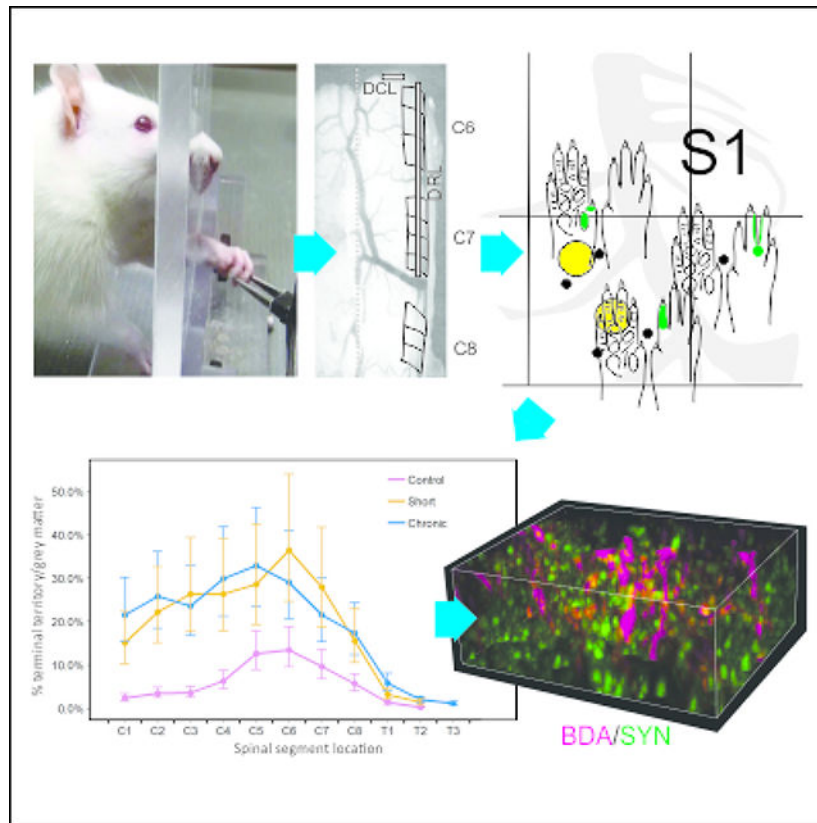 DCL
C6
DRL
C7
C8
S1
50.0%
40.0%
30.0%
20.0%
10.0%
0.0%
Control
Short
Chronic
% terminal territory/grey matter
C1 C2 C3 C4 C5 C6 C7 C8 T1 T2 T3
Spinal segment location
BDA/SYN